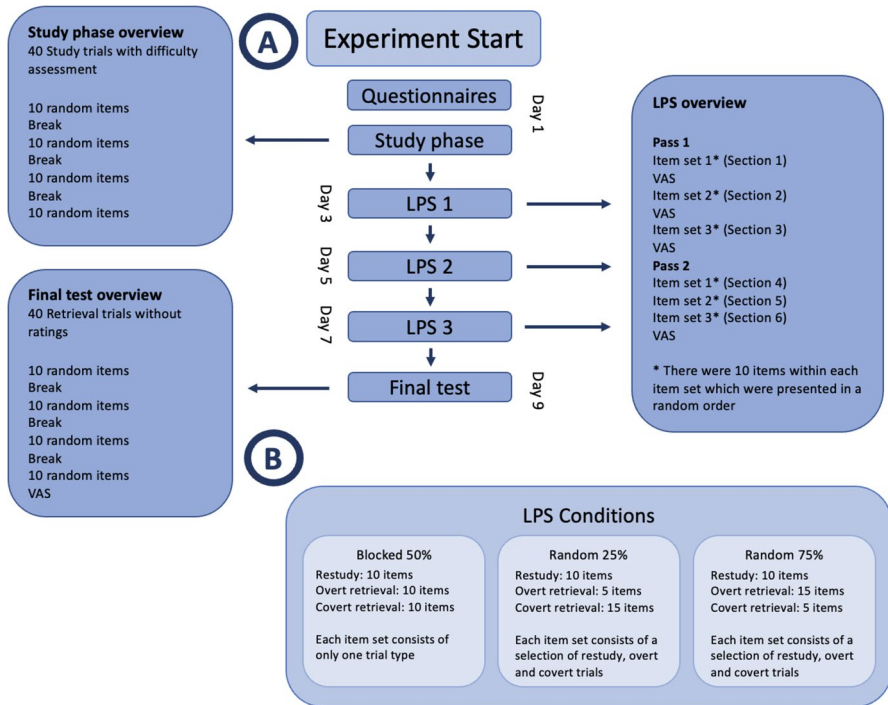 A
Experiment Start
Study phase overview
40 Study trials with difficulty
assessment
10 random items
Break
10 random items
Break
10 random items
Break
10 random items
Questionnaires
Study phase
Day 1
LPS 1
Day 3
LPS 2
Day 5
LPS 3
Day 7
Final test
Day 9
LPS overview
Pass 1
Item set 1* (Section 1)
VAS
Item set 2* (Section 2)
VAS
Item set 3* (Section 3)
VAS
Pass 2
Item set 1* (Section 4)
Item set 2* (Section 5)
Item set 3* (Section 6)
VAS
* There were 10 items within each
item set which were presented in a
random order
Final test overview
40 Retrieval trials without
ratings
10 random items
Break
10 random items
Break
10 random items
Break
10 random items
VAS
B
LPS Conditions
Blocked 50%
Restudy: 10 items
Overt retrieval: 10 items
Covert retrieval: 10 items
Each item set consists of
only one trial type
Random 25%
Restudy: 10 items
Overt retrieval: 5 items
Covert retrieval: 15 items
Each item set consists of a
selection of restudy, overt
and covert trials
Random 75%
Restudy: 10 items
Overt retrieval: 15 items
Covert retrieval: 5 items
Each item set consists of a
selection of restudy, overt
and covert trials